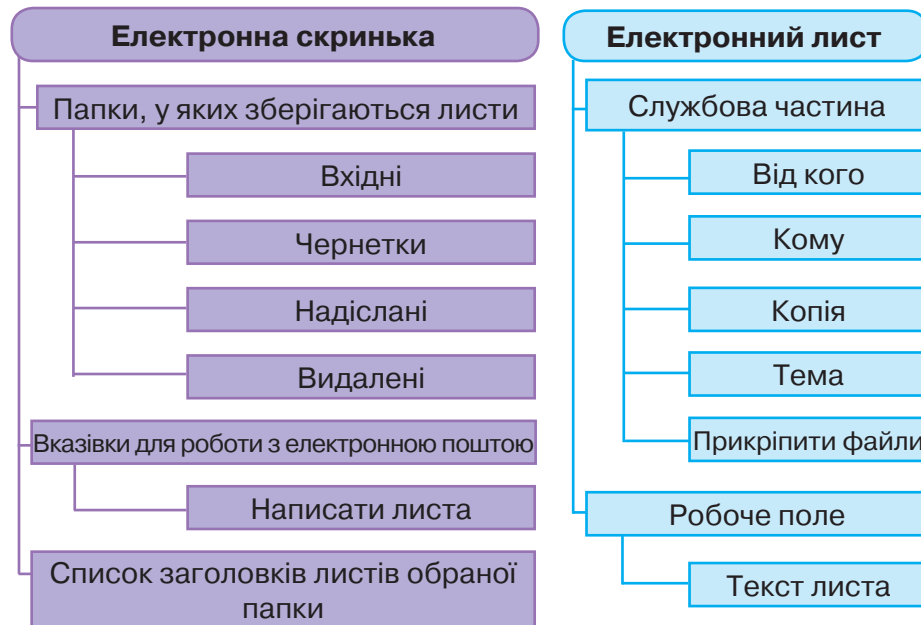 Електронна скринька
Папки, у яких зберігаються листи
Вхідні
Чернетки
Надіслані
Видалені
Вказівки для роботи з електронною поштою
Написати листа
Список заголовків листів обраної
папки
Електронний лист
Службова частина
Від кого
Кому
Копія
Тема
Прикріпити файли
Робоче поле
Текст листа